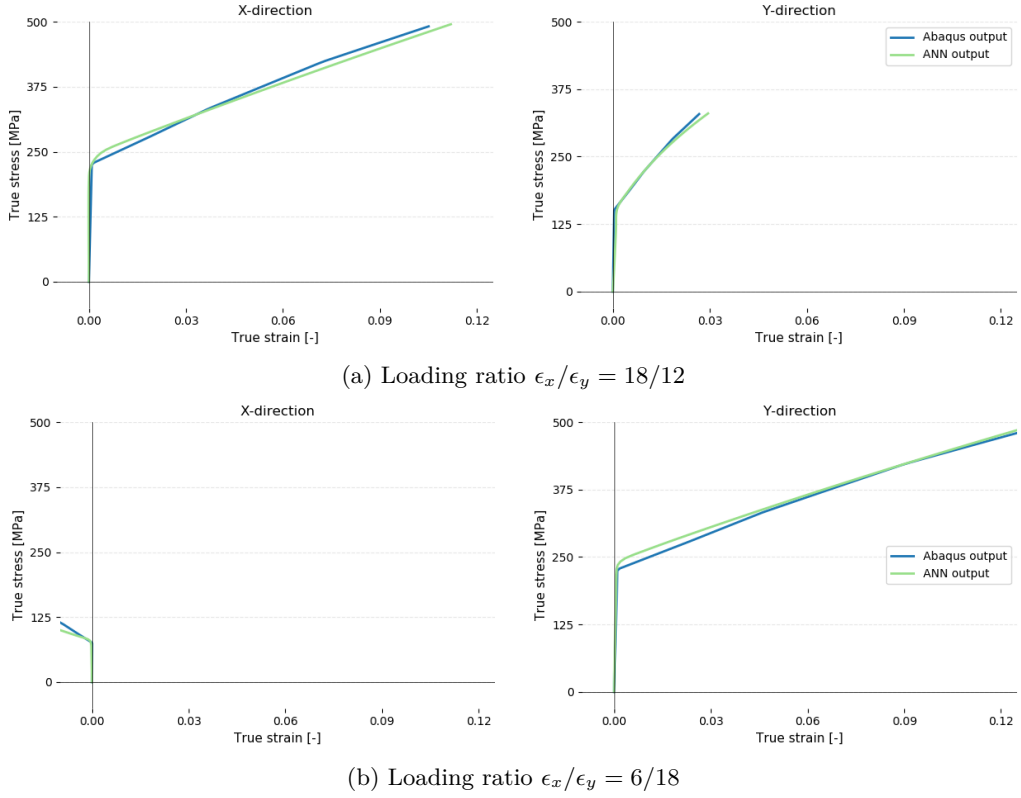 X-direction
500
375
250
125
0
True stress [MPa]
0.00 0.03 0.06 0.09 0.12
True strain [-]
Y-direction
500
375
250
125
0
True stress [MPa]
0.00 0.03 0.06 0.09 0.12
True strain [-]
Abaqus output
ANN output
(a) Loading ratio ϵx/ϵy = 18/12
X-direction
500
375
250
125
0
True stress [MPa]
0.00 0.03 0.06 0.09 0.12
True strain [-]
Y-direction
500
375
250
125
0
True stress [MPa]
0.00 0.03 0.06 0.09 0.12
True strain [-]
Abaqus output
ANN output
(b) Loading ratio ϵx/ϵy = 6/18